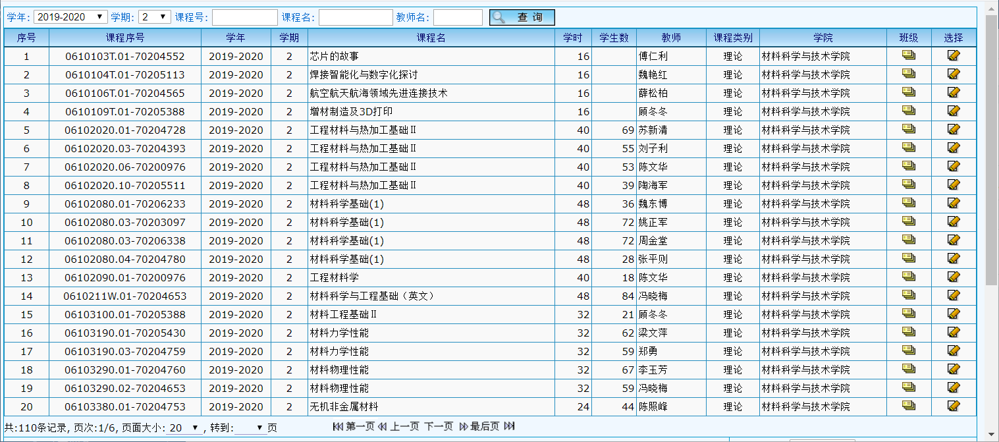 学年: 2019-2020 学期: 2 课程号: 课程名: 教师名: 查 询
序号 课程序号 学年 学期 课程名 学时 学生数 教师 课程类别 学院 班级 选择
1 0610103T.01-70204552 2019-2020 2 芯片的故事 16 傅仁利 理论 材料科学与技术学院
2 0610104T.01-70205113 2019-2020 2 焊接智能化与数字化探讨 16 魏艳红 理论 材料科学与技术学院
3 0610106T.01-70204565 2019-2020 2 航空航天航海领域先进连接技术 16 薛松柏 理论 材料科学与技术学院
4 0610109T.01-70205388 2019-2020 2 增材制造及3D打印 16 顾冬冬 理论 材料科学与技术学院
5 06102020.01-70204728 2019-2020 2 工程材料与热加工基础Ⅱ 40 69 苏新清 理论 材料科学与技术学院
6 06102020.03-70204393 2019-2020 2 工程材料与热加工基础Ⅱ 40 55 刘子利 理论 材料科学与技术学院
7 06102020.06-70200976 2019-2020 2 工程材料与热加工基础Ⅱ 40 53 陈文华 理论 材料科学与技术学院
8 06102020.10-70205511 2019-2020 2 工程材料与热加工基础Ⅱ 40 39 陶海军 理论 材料科学与技术学院
9 06102080.01-70206233 2019-2020 2 材料科学基础(1) 48 36 魏东博 理论 材料科学与技术学院
10 06102080.03-70203097 2019-2020 2 材料科学基础(1) 48 72 姚正军 理论 材料科学与技术学院
11 06102080.03-70206338 2019-2020 2 材料科学基础(1) 48 72 周金堂 理论 材料科学与技术学院
12 06102080.04-70204780 2019-2020 2 材料科学基础(1) 48 28 张平则 理论 材料科学与技术学院
13 06102090.01-70200976 2019-2020 2 工程材料学 40 18 陈文华 理论 材料科学与技术学院
14 0610211W.01-70204653 2019-2020 2 材料科学与工程基础（英文） 48 84 冯晓梅 理论 材料科学与技术学院
15 06103100.01-70205388 2019-2020 2 材料工程基础Ⅱ 32 21 顾冬冬 理论 材料科学与技术学院
16 06103190.01-70205430 2019-2020 2 材料力学性能 32 62 梁文萍 理论 材料科学与技术学院
17 06103190.03-70204759 2019-2020 2 材料力学性能 32 59 郑勇 理论 材料科学与技术学院
18 06103290.01-70204760 2019-2020 2 材料物理性能 32 67 李玉芳 理论 材料科学与技术学院
19 06103290.02-70204653 2019-2020 2 材料物理性能 32 59 冯晓梅 理论 材料科学与技术学院
20 06103380.01-70204753 2019-2020 2 无机非金属材料 24 44 陈照峰 理论 材料科学与技术学院
共:110条记录, 页次:1/6, 页面大小: 20 , 转到: 页 第一页 上一页 下一页 最后页